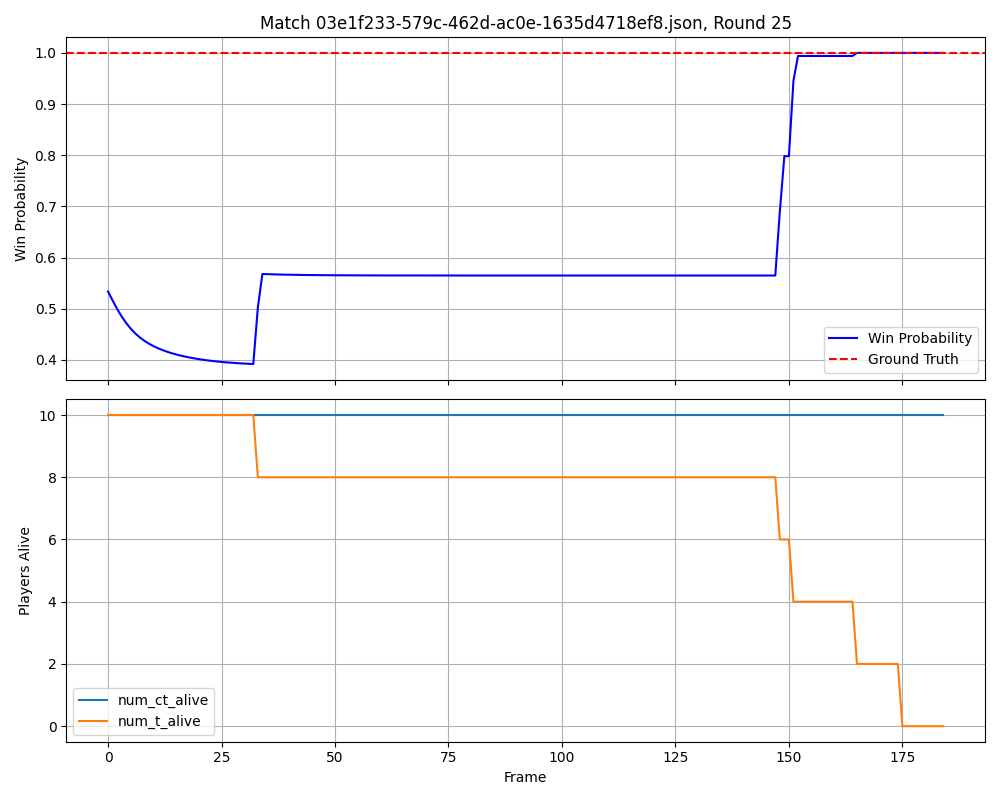 Match 03e1f233-579c-462d-ac0e-1635d4718ef8.json, Round 25
Win Probability
1.0
0.9
0.8
0.7
0.6
0.5
0.4
Win Probability
Ground Truth
Players Alive
10
8
6
4
2
0
num_ct_alive
num_t_alive
0 25 50 75 100 125 150 175
Frame